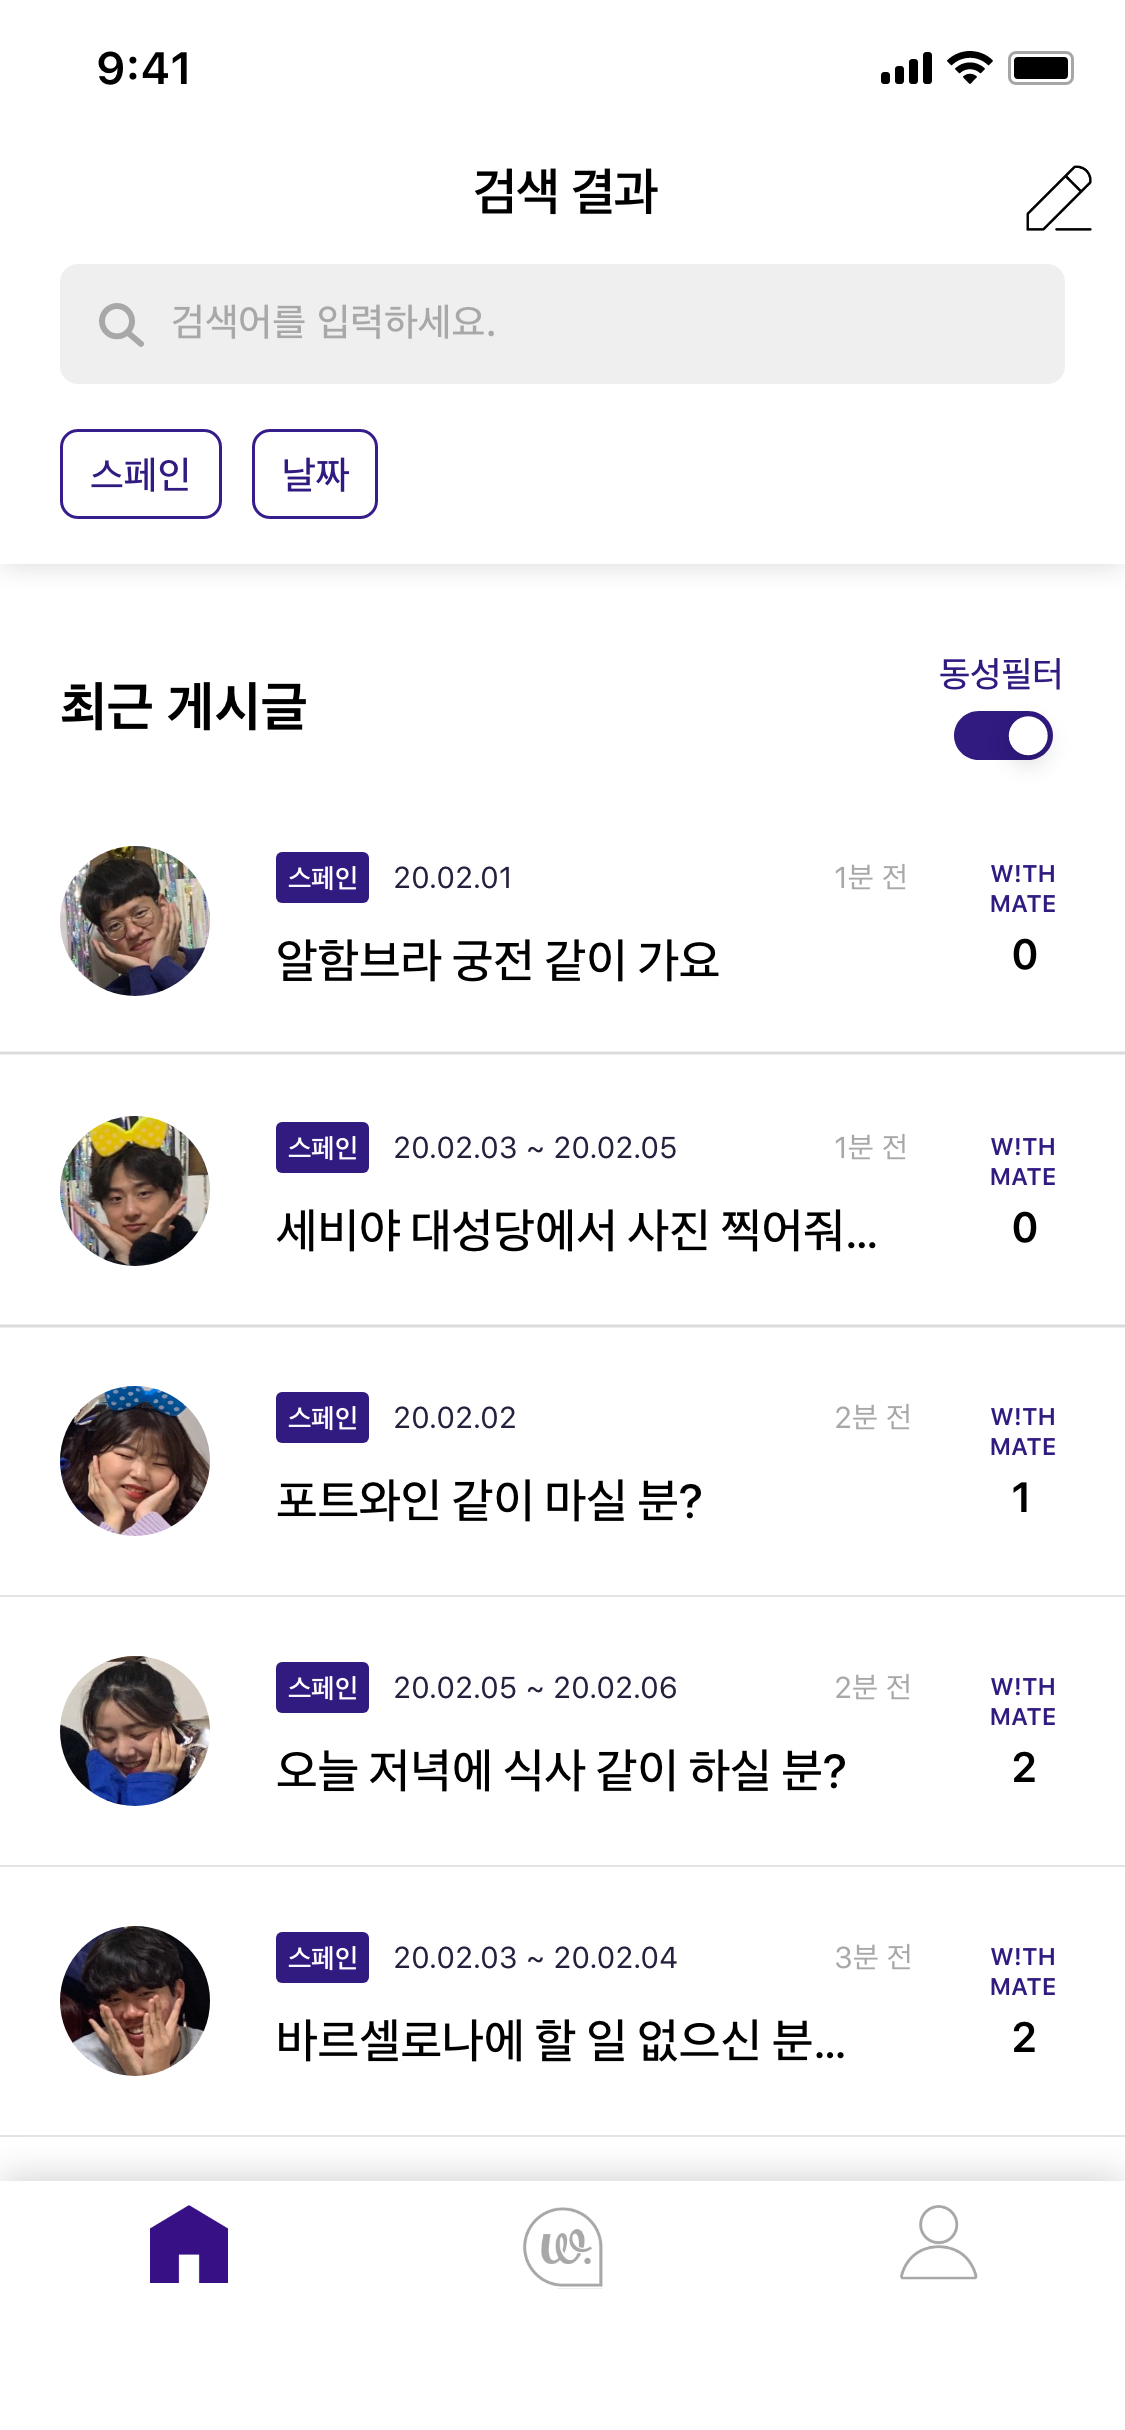 9:41
검색 결과
검색어를 입력하세요.
스페인 날짜
최근 게시글
동성필터
스페인 20.02.01 1분 전
알함브라 궁전 같이 가요
W!TH
MATE
0
스페인 20.02.03 ~ 20.02.05 1분 전
세비야 대성당에서 사진 찍어줘...
W!TH
MATE
0
스페인 20.02.02 2분 전
포트와인 같이 마실 분?
W!TH
MATE
1
스페인 20.02.05 ~ 20.02.06 2분 전
오늘 저녁에 식사 같이 하실 분?
W!TH
MATE
2
스페인 20.02.03 ~ 20.02.04 3분 전
바르셀로나에 할 일 없으신 분...
W!TH
MATE
2
w.